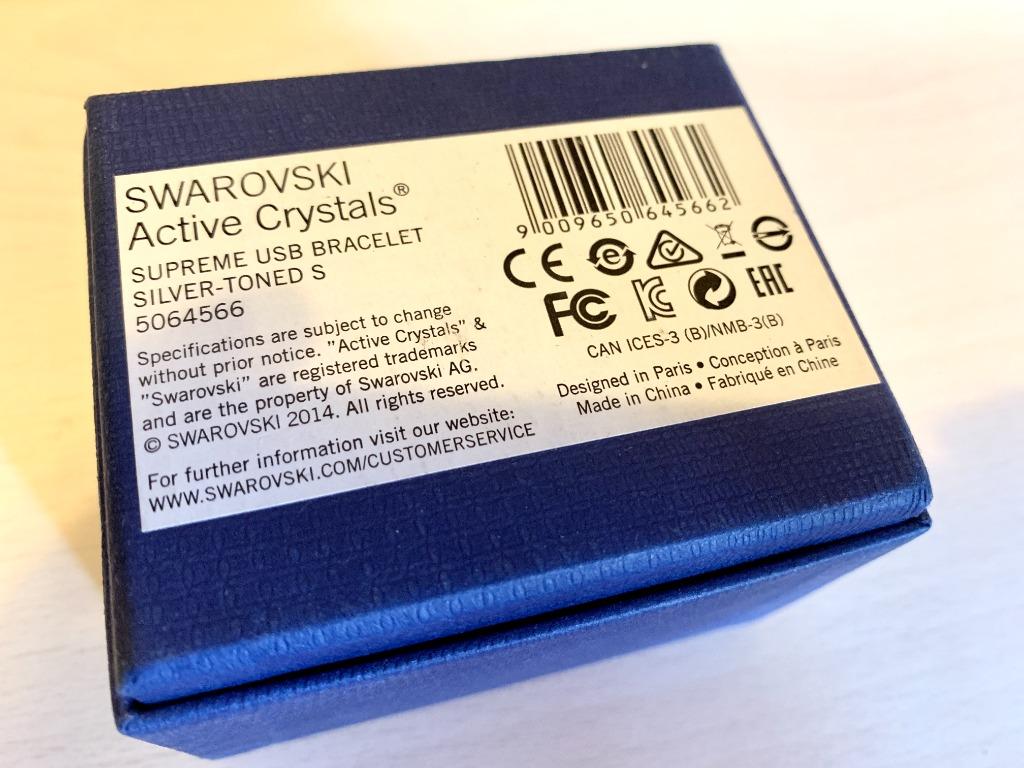 SWAROVSKI
Active Crystals®
SUPREME USB BRACELET
SILVER-TONED S
5064566
Specifications are subject to change
without prior notice. "Active Crystals" &
"Swarovski" are registered trademarks
and are the property of Swarovski AG.
© SWAROVSKI 2014. All rights reserved.
For further information visit our website:
WWW.SWAROVSKI.COM/CUSTOMERSERVICE
9 009650 645662
CE e
FC KC EAC
CAN ICES-3 (B)/NMB-3(B)
Designed in Paris • Conception à Paris
Made in China • Fabriqué en Chine